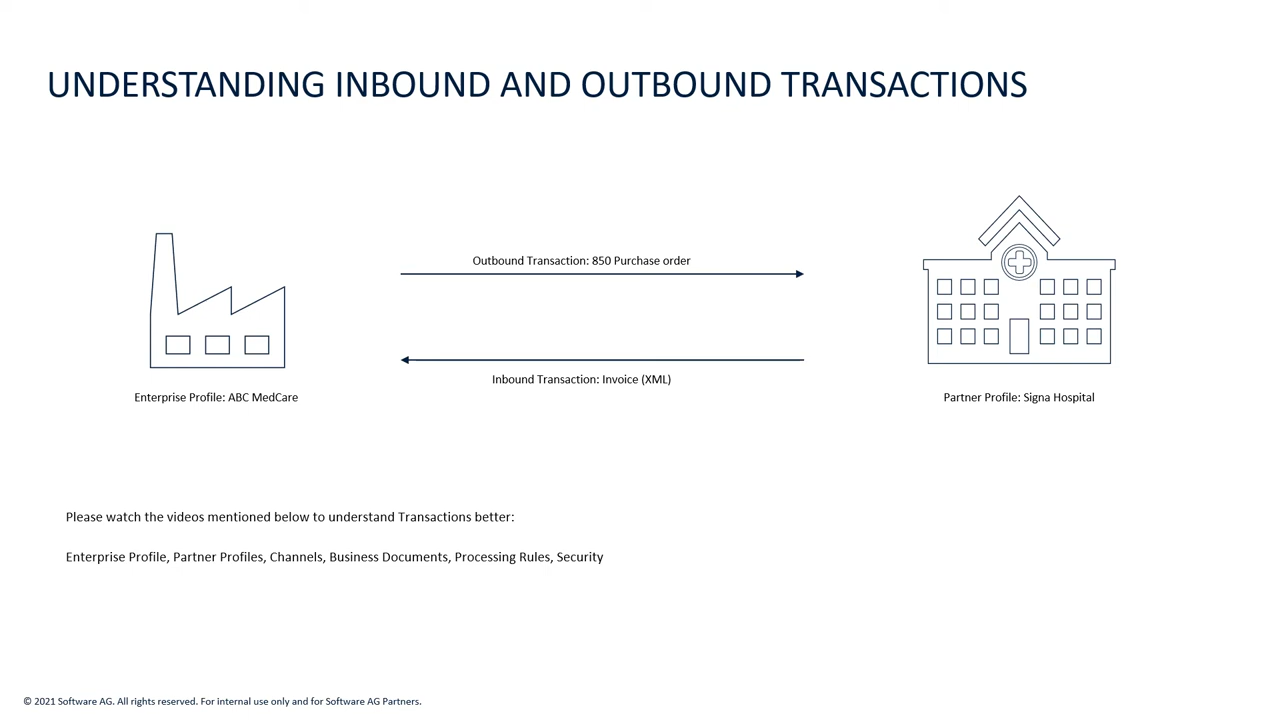 UNDERSTANDING INBOUND AND OUTBOUND TRANSACTIONS
Outbound Transaction: 850 Purchase order
Inbound Transaction: Invoice (XML)
Enterprise Profile: ABC MedCare
Partner Profile: Signa Hospital
Please watch the videos mentioned below to understand Transactions better:
Enterprise Profile, Partner Profiles, Channels, Business Documents, Processing Rules, Security
© 2021 Software AG. All rights reserved. For internal use only and for Software AG Partners.